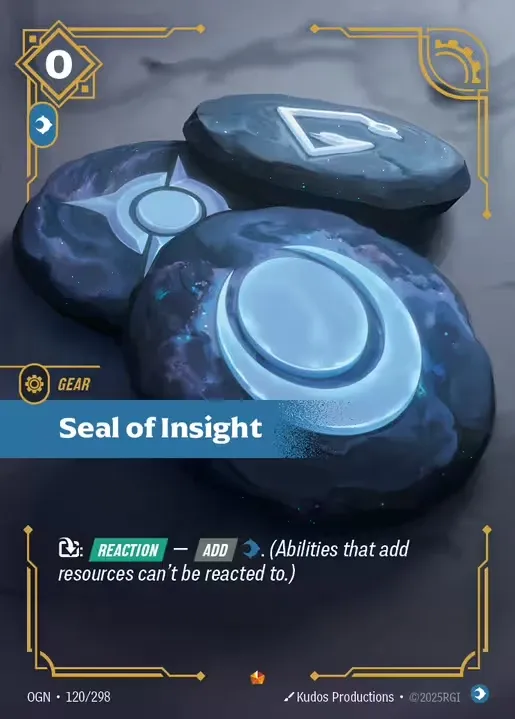 0
GEAR
Seal of Insight
: REACTION — ADD . (Abilities that add
resources can't be reacted to.)
OGN • 120/298
Kudos Productions • ©2025RGI